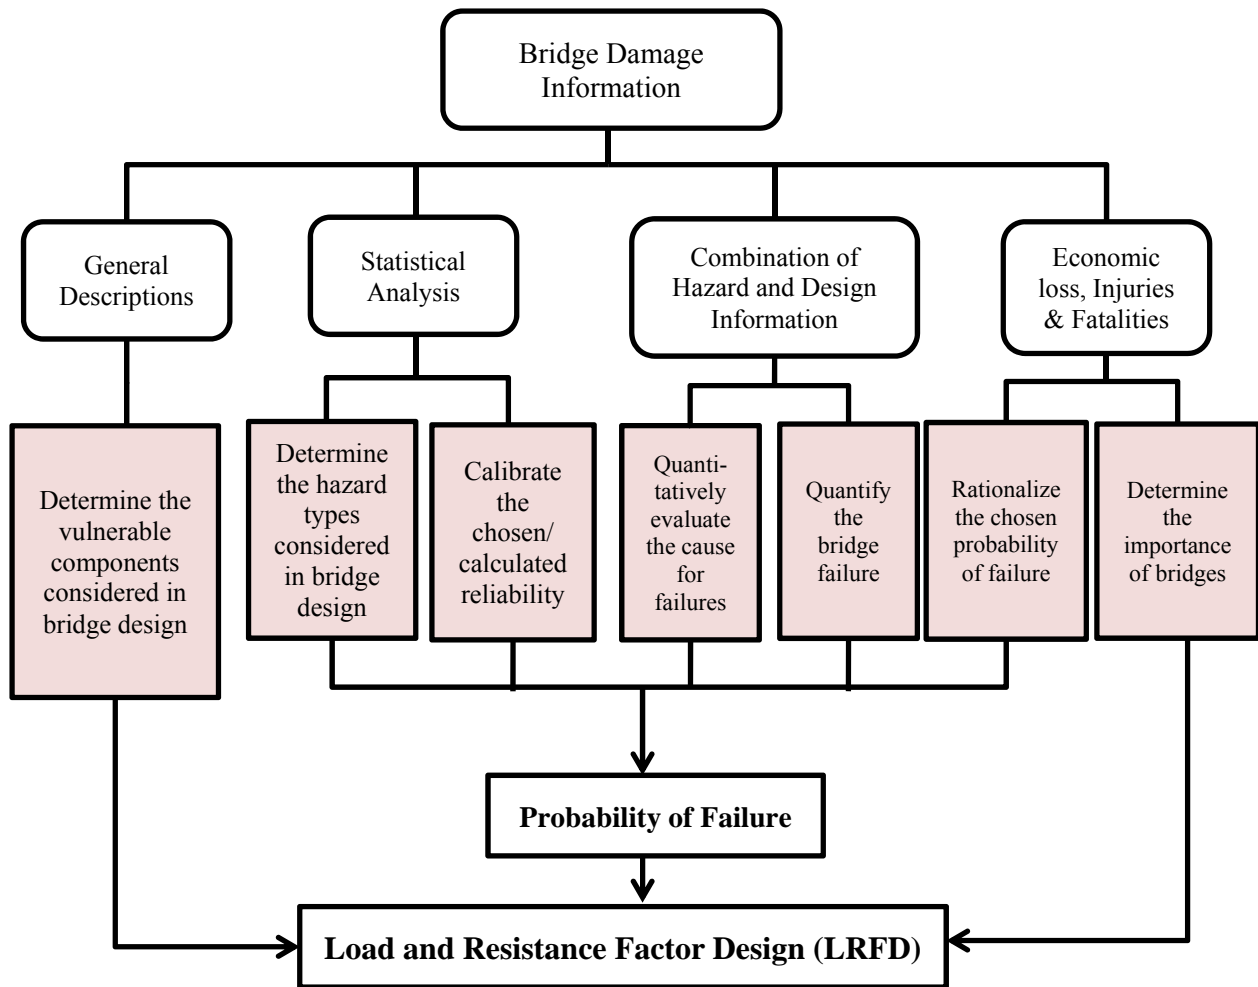 Bridge Damage
Information
General
Descriptions
Statistical
Analysis
Combination of
Hazard and Design
Information
Economic
loss, Injuries
& Fatalities
Determine the
vulnerable
components
considered in
bridge design
Determine
the hazard
types
considered
in bridge
design
Calibrate
the
chosen/
calculated
reliability
Quanti-
tatively
evaluate
the cause
for
failures
Quantify
the
bridge
failure
Rationalize
the chosen
probability
of failure
Determine
the
importance
of bridges
Probability of Failure
Load and Resistance Factor Design (LRFD)